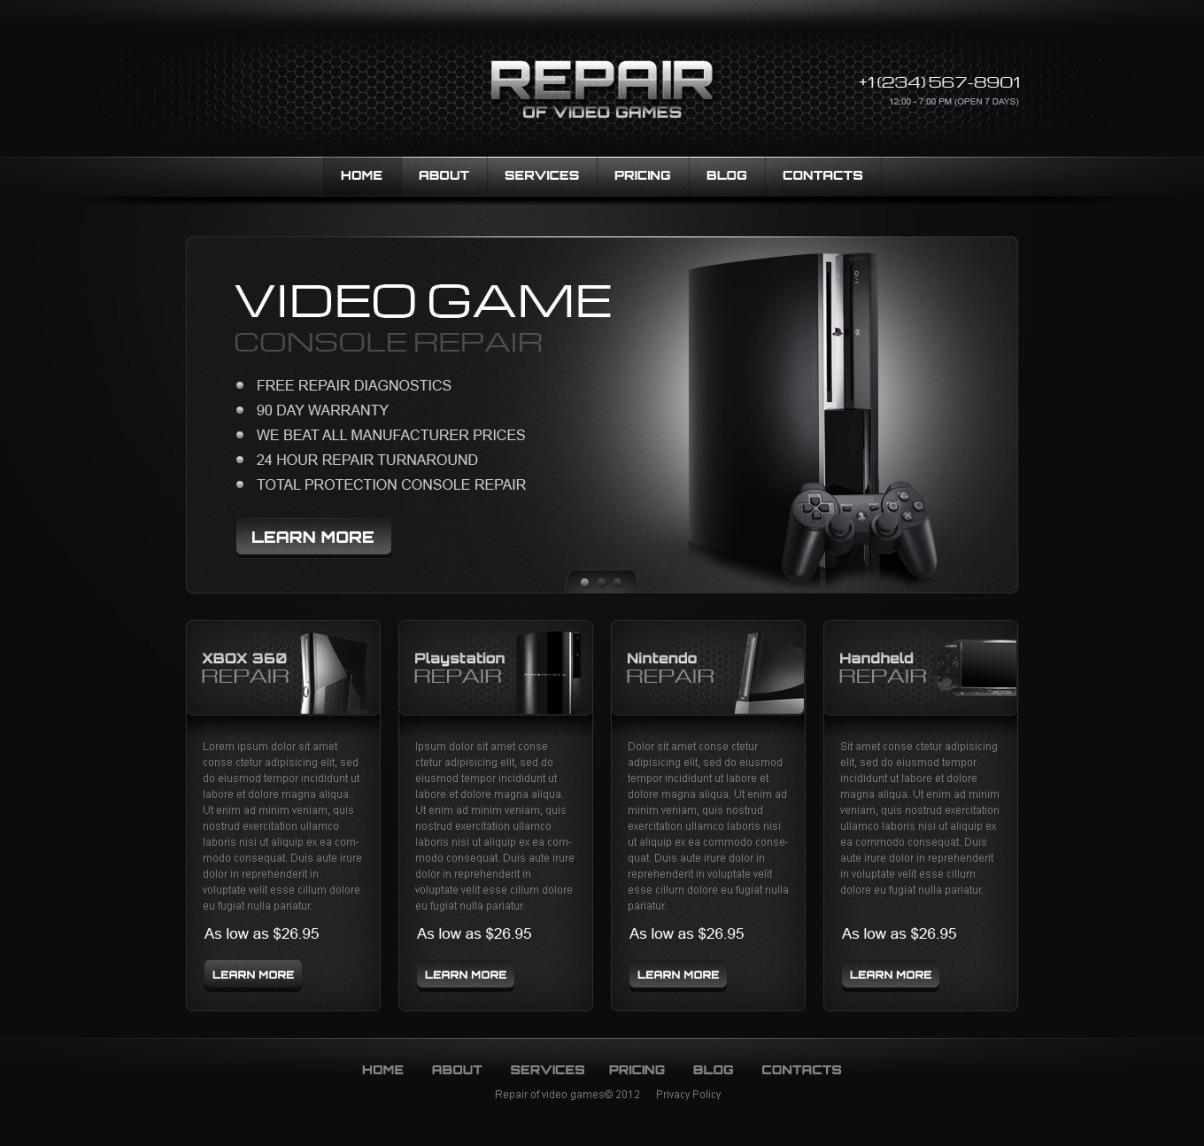 REPAIR
OF VIDEO GAMES
+1 (234) 567-8901
12:00 - 7:00 PM (OPEN 7 DAYS)
HOME ABOUT SERVICES PRICING BLOG CONTACTS
VIDEO GAME
CONSOLE REPAIR
FREE REPAIR DIAGNOSTICS
90 DAY WARRANTY
WE BEAT ALL MANUFACTURER PRICES
24 HOUR REPAIR TURNAROUND
TOTAL PROTECTION CONSOLE REPAIR
LEARN MORE
XBOX 360
REPAIR
Lorem ipsum dolor sit amet
conse ctetur adipisicing elit, sed
do eiusmod tempor incididunt ut
labore et dolore magna aliqua.
Ut enim ad minim veniam, quis
nostrud exercitation ullamco
laboris nisi ut aliquip ex ea com-
modo consequat. Duis aute irure
dolor in reprehenderit in
voluptate velit esse cillum dolore
eu fugiat nulla pariatur.
As low as $26.95
LEARN MORE
Playstation
REPAIR
Ipsum dolor sit amet conse
ctetur adipisicing elit, sed do
eiusmod tempor incididunt ut
labore et dolore magna aliqua.
Ut enim ad minim veniam, quis
nostrud exercitation ullamco
laboris nisi ut aliquip ex ea com-
modo consequat. Duis aute irure
dolor in reprehenderit in
voluptate velit esse cillum dolore
eu fugiat nulla pariatur.
As low as $26.95
LEARN MORE
Nintendo
REPAIR
Dolor sit amet conse ctetur
adipisicing elit, sed do eiusmod
tempor incididunt ut labore et
dolore magna aliqua. Ut enim ad
minim veniam, quis nostrud
exercitation ullamco laboris nisi
ut aliquip ex ea commodo conse-
quat. Duis aute irure dolor in
reprehenderit in voluptate velit
esse cillum dolore eu fugiat nulla
pariatur.
As low as $26.95
LEARN MORE
Handheld
REPAIR
Sit amet conse ctetur adipisicing
elit, sed do eiusmod tempor
incididunt ut labore et dolore
magna aliqua. Ut enim ad minim
veniam, quis nostrud exercitation
ullamco laboris nisi ut aliquip ex
ea commodo consequat. Duis
aute irure dolor in reprehenderit
in voluptate velit esse cillum
dolore eu fugiat nulla pariatur.
As low as $26.95
LEARN MORE
HOME ABOUT SERVICES PRICING BLOG CONTACTS
Repair of video games© 2012 Privacy Policy